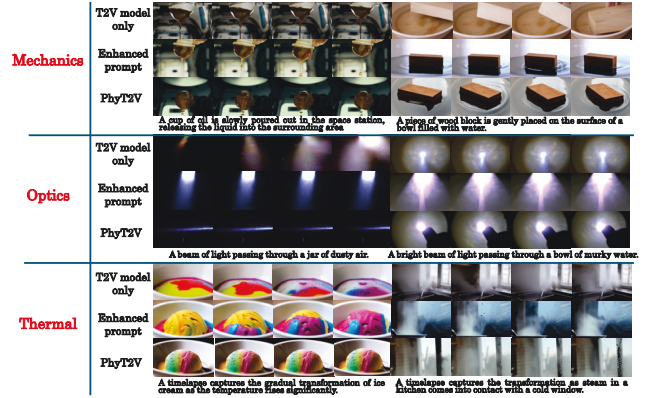 Mechanics
T2V model
only
Enhanced
prompt
PhyT2V
A cup of oil is slowly poured out in the space station,
releasing the liquid into the surrounding area
A piece of wood block is gently placed on the surface of a
bowl filled with water.
Optics
T2V model
only
Enhanced
prompt
PhyT2V
A beam of light passing through a jar of dusty air.
A bright beam of light passing through a bowl of murky water.
Thermal
T2V model
only
Enhanced
prompt
PhyT2V
A timelapse captures the gradual transformation of ice
cream as the temperature rises significantly.
A timelapse captures the transformation as steam in a
kitchen comes into contact with a cold window.